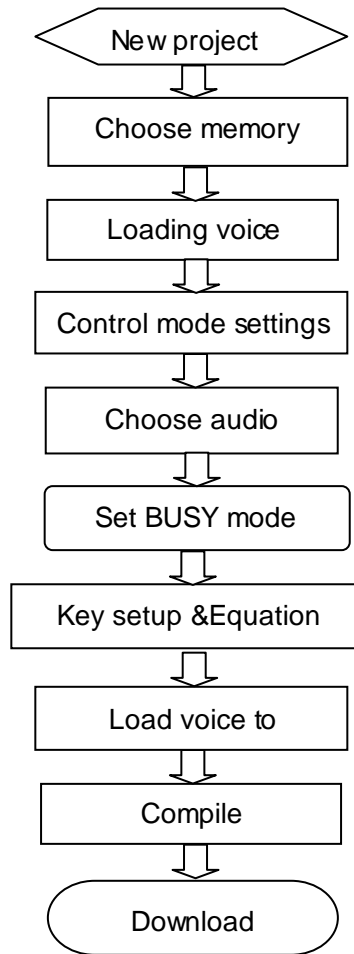 New project
Choose memory
Loading voice
Control mode settings
Choose audio
Set BUSY mode
Key setup &Equation
Load voice to
Compile
Download